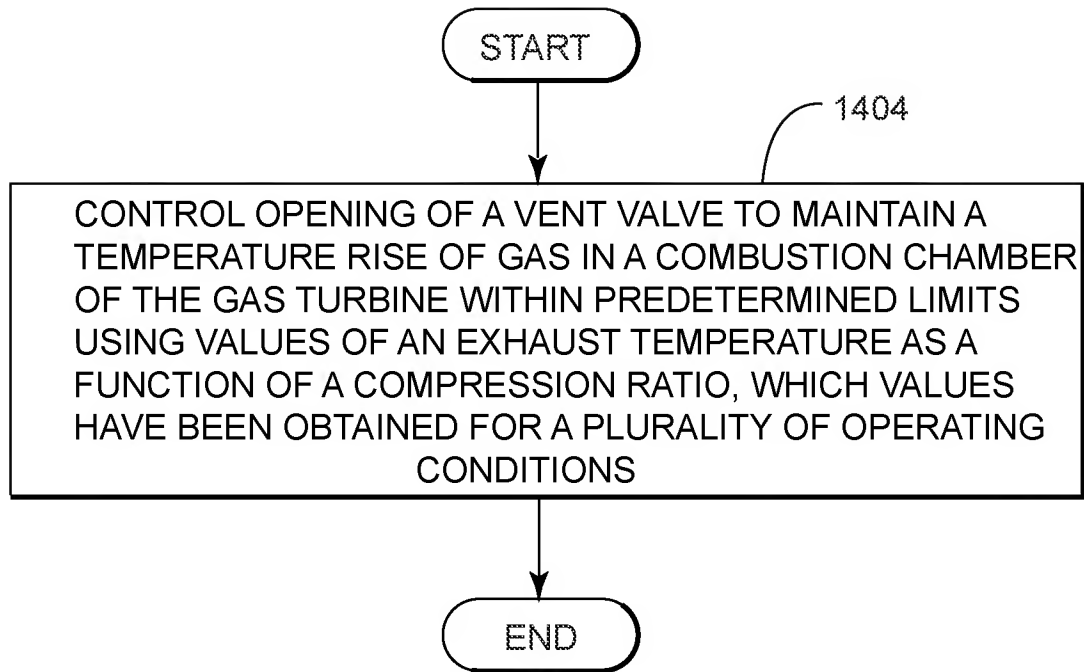 START
1404
CONTROL OPENING OF A VENT VALVE TO MAINTAIN A
TEMPERATURE RISE OF GAS IN A COMBUSTION CHAMBER
OF THE GAS TURBINE WITHIN PREDETERMINED LIMITS
USING VALUES OF AN EXHAUST TEMPERATURE AS A
FUNCTION OF A COMPRESSION RATIO, WHICH VALUES
HAVE BEEN OBTAINED FOR A PLURALITY OF OPERATING
CONDITIONS
END